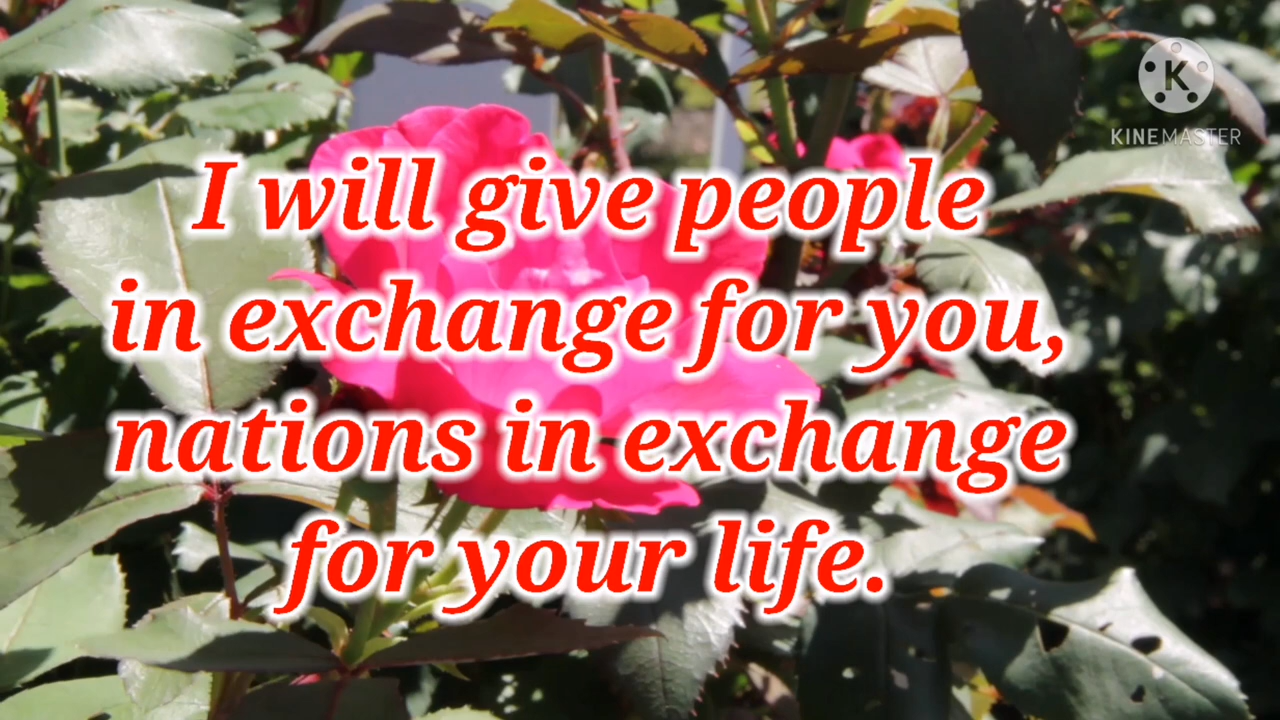 KINEMASTER
I will give people
in exchange for you,
nations in exchange
for your life.